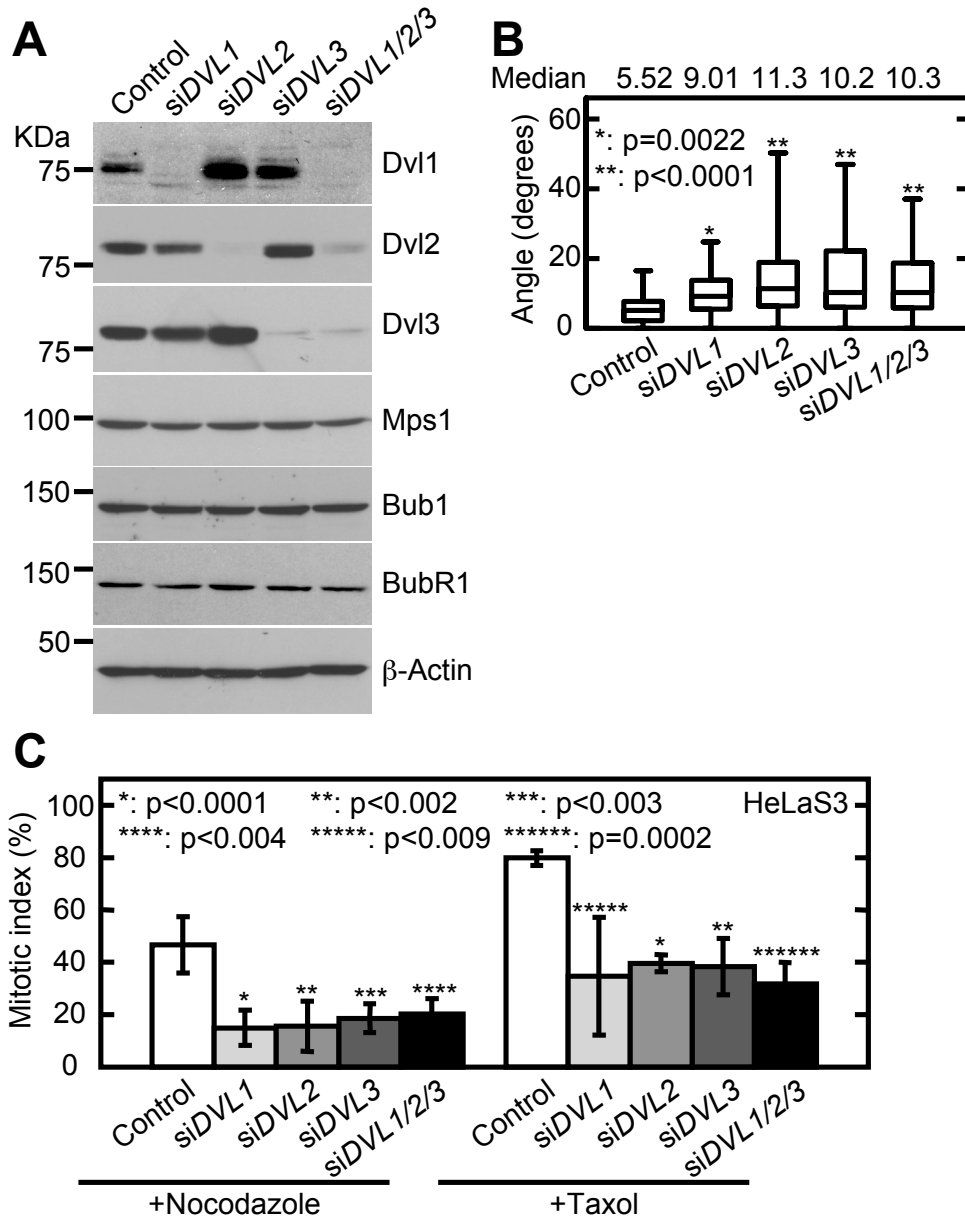 A
Control
siDVL1
siDVL2
siDVL3
siDVL1/2/3
KDa
75
Dvl1
75
Dvl2
75
Dvl3
100
Mps1
150
Bub1
150
BubR1
50
β-Actin
B
Median 5.52 9.01 11.3 10.2 10.3
Angle (degrees)
60
40
20
0
*: p=0.0022
**: p<0.0001
*
**
**
**
Control
siDVL1
siDVL2
siDVL3
siDVL1/2/3
C
Mitotic index (%)
100
80
60
40
20
0
*: p<0.0001 **: p<0.002 ***: p<0.003 HeLaS3
****: p<0.004 *****: p<0.009 ******: p=0.0002
* ** *** ****
***** * ** ******
Control
siDVL1
siDVL2
siDVL3
siDVL1/2/3
Control
siDVL1
siDVL2
siDVL3
siDVL1/2/3
+Nocodazole
+Taxol